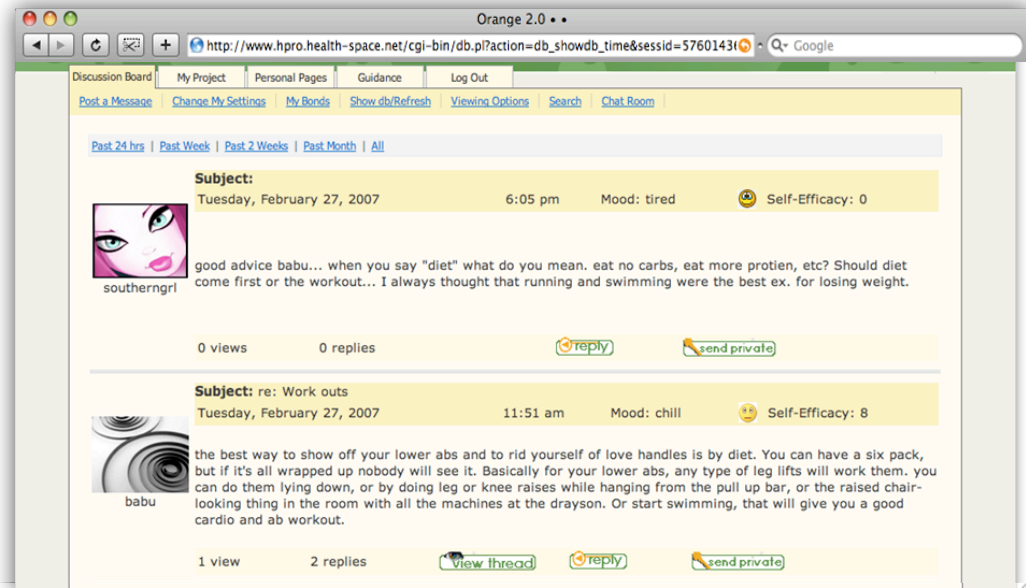 Orange 2.0 • •
http://www.hpro.health-space.net/cgi-bin/db.pl?action=db_showdb_time&sessid=5760143 Google
Discussion Board My Project Personal Pages Guidance Log Out
Post a Message Change My Settings My Bonds Show db/Refresh Viewing Options Search Chat Room
Past 24 hrs | Past Week | Past 2 Weeks | Past Month | All
Subject:
Tuesday, February 27, 2007 6:05 pm Mood: tired Self-Efficacy: 0
good advice babu... when you say "diet" what do you mean. eat no carbs, eat more protien, etc? Should diet
come first or the workout... I always thought that running and swimming were the best ex. for losing weight.
southerngrl
0 views 0 replies reply send private
Subject: re: Work outs
Tuesday, February 27, 2007 11:51 am Mood: chill Self-Efficacy: 8
the best way to show off your lower abs and to rid yourself of love handles is by diet. You can have a six pack,
but if it's all wrapped up nobody will see it. Basically for your lower abs, any type of leg lifts will work them. you
can do them lying down, or by doing leg or knee raises while hanging from the pull up bar, or the raised chair-
looking thing in the room with all the machines at the drayson. Or start swimming, that will give you a good
cardio and ab workout.
babu
1 view 2 replies view thread reply send private